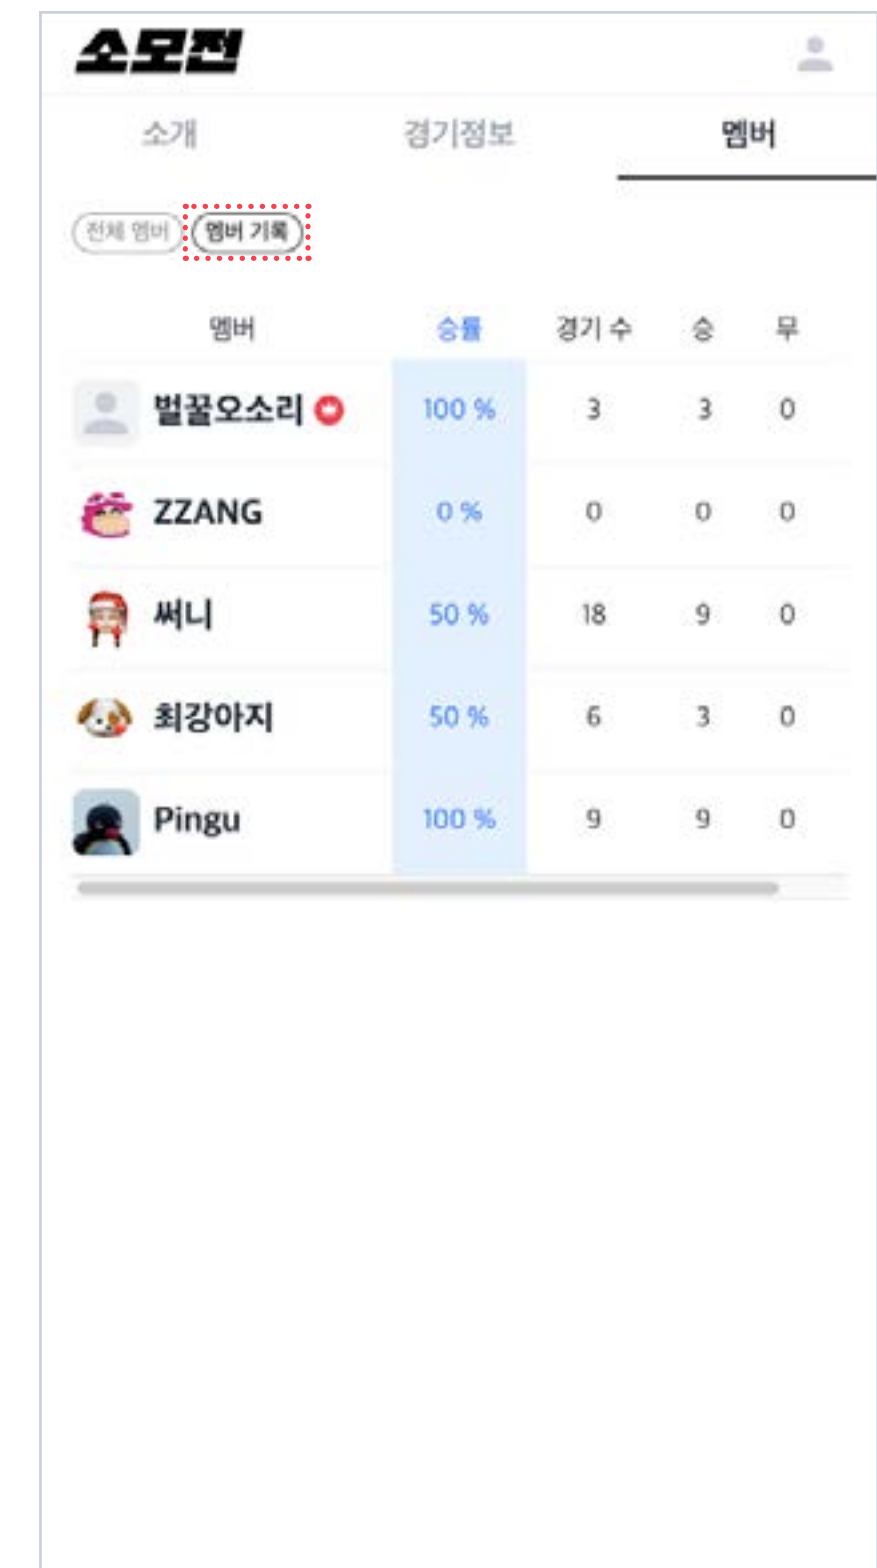 소모전
소개 경기정보 멤버
전체 멤버 멤버 기록
멤버 승률 경기 수 승 무
벌꿀오소리 100 % 3 3 0
ZZANG 0 % 0 0 0
써니 50 % 18 9 0
최강아지 50 % 6 3 0
Pingu 100 % 9 9 0